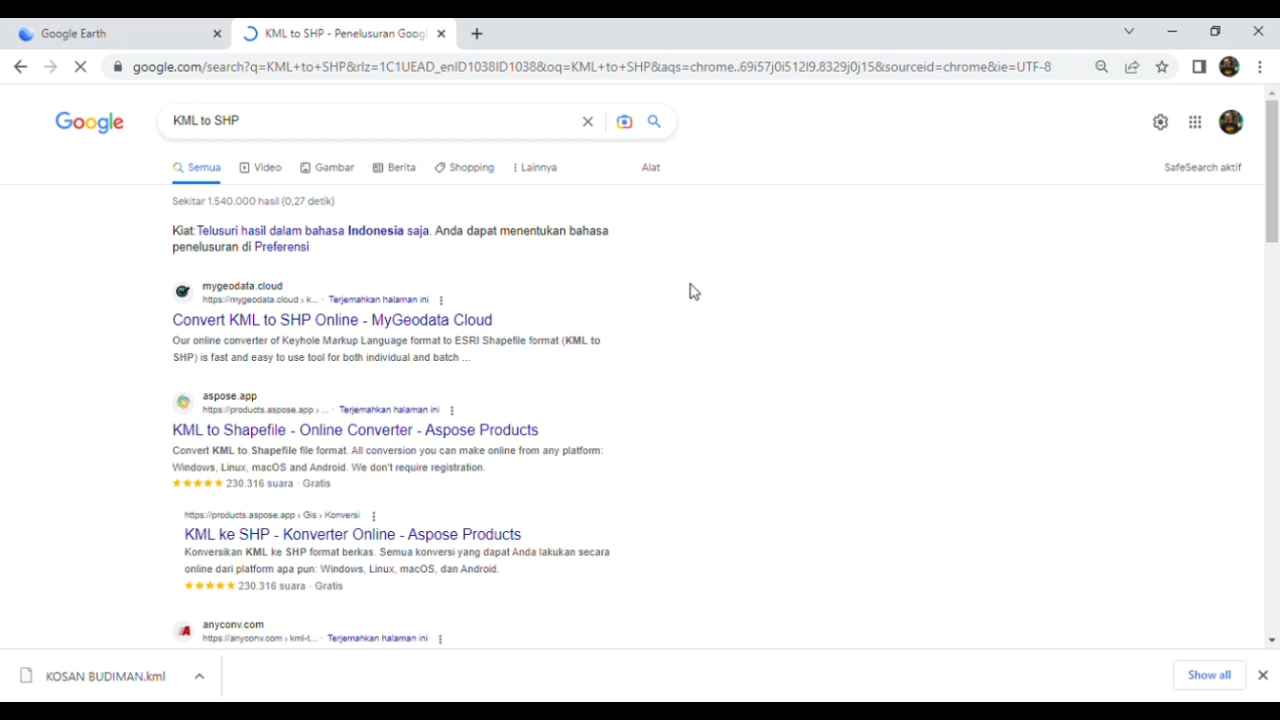 Google Earth
KML to SHP - Penelusuran Googl
google.com/search?q=KML+to+SHP&rlz=1C1UEAD_enID1038ID1038&oq=KML+to+SHP&aqs=chrome..69i57j0i512l9.8329j0j15&sourceid=chrome&ie=UTF-8
Google
KML to SHP
Semua Video Gambar Berita Shopping Lainnya Alat SafeSearch aktif
Sekitar 1.540.000 hasil (0,27 detik)
Kiat: Telusuri hasil dalam bahasa Indonesia saja. Anda dapat menentukan bahasa
penelusuran di Preferensi
mygeodata.cloud
https://mygeodata.cloud › k... · Terjemahkan halaman ini
Convert KML to SHP Online - MyGeodata Cloud
Our online converter of Keyhole Markup Language format to ESRI Shapefile format (KML to
SHP) is fast and easy to use tool for both individual and batch ...
aspose.app
https://products.aspose.app › ... · Terjemahkan halaman ini
KML to Shapefile - Online Converter - Aspose Products
Convert KML to Shapefile file format. All conversion you can make online from any platform:
Windows, Linux, macOS and Android. We don't require registration.
★★★★★ 230.316 suara · Gratis
https://products.aspose.app › Gis › Konversi
KML ke SHP - Konverter Online - Aspose Products
Konversikan KML ke SHP format berkas. Semua konversi yang dapat Anda lakukan secara
online dari platform apa pun: Windows, Linux, macOS, dan Android.
★★★★★ 230.316 suara · Gratis
anyconv.com
https://anyconv.com › kml-t... · Terjemahkan halaman ini
KOSAN BUDIMAN.kml
Show all